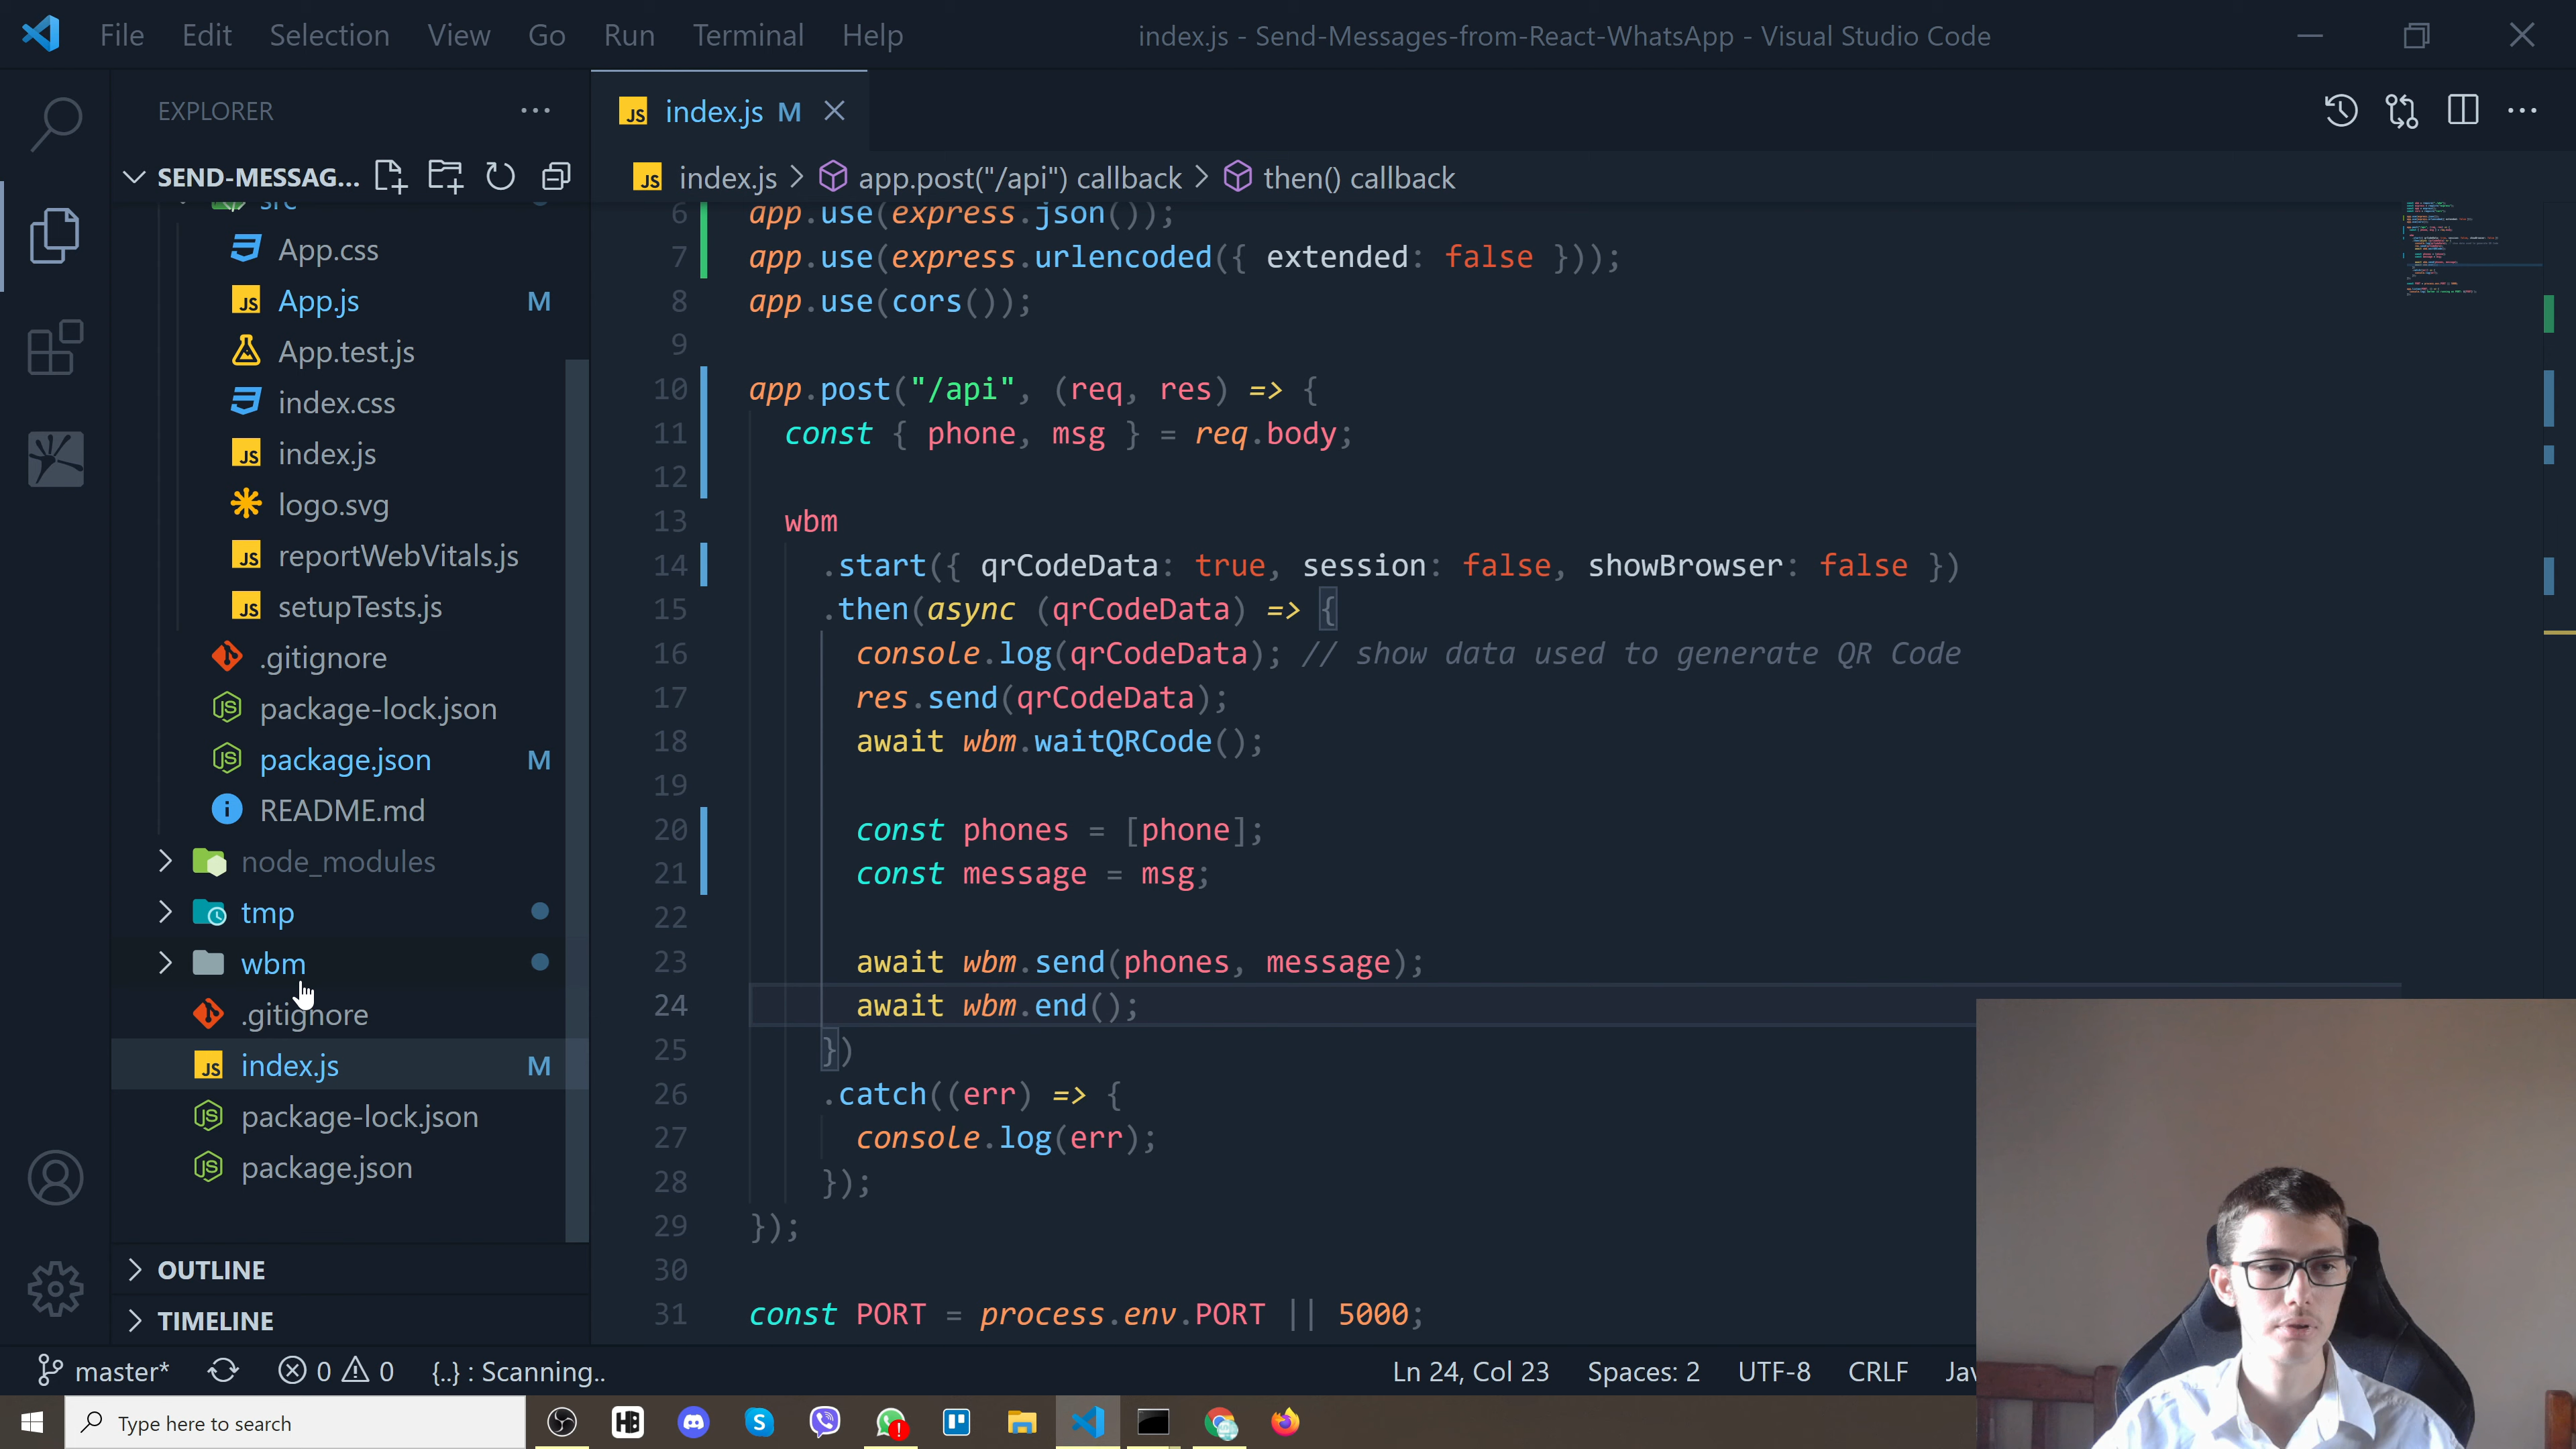 File Edit Selection View Go Run Terminal Help index.js - Send-Messages-from-React-WhatsApp - Visual Studio Code
EXPLORER
SEND-MESSAG...
src
App.css
App.js M
App.test.js
index.css
index.js
logo.svg
reportWebVitals.js
setupTests.js
.gitignore
package-lock.json
package.json M
README.md
node_modules
tmp
wbm
.gitignore
index.js M
package-lock.json
package.json
OUTLINE
TIMELINE
index.js M
index.js > app.post("/api") callback > then() callback
6 app.use(express.json());
7 app.use(express.urlencoded({ extended: false }));
8 app.use(cors());
9
10 app.post("/api", (req, res) => {
11 const { phone, msg } = req.body;
12
13 wbm
14 .start({ qrCodeData: true, session: false, showBrowser: false })
15 .then(async (qrCodeData) => {
16 console.log(qrCodeData); // show data used to generate QR Code
17 res.send(qrCodeData);
18 await wbm.waitQRCode();
19
20 const phones = [phone];
21 const message = msg;
22
23 await wbm.send(phones, message);
24 await wbm.end();
25 })
26 .catch((err) => {
27 console.log(err);
28 });
29 });
30
31 const PORT = process.env.PORT || 5000;
master* 0 0 {..} : Scanning.. Ln 24, Col 23 Spaces: 2 UTF-8 CRLF Jav
Type here to search